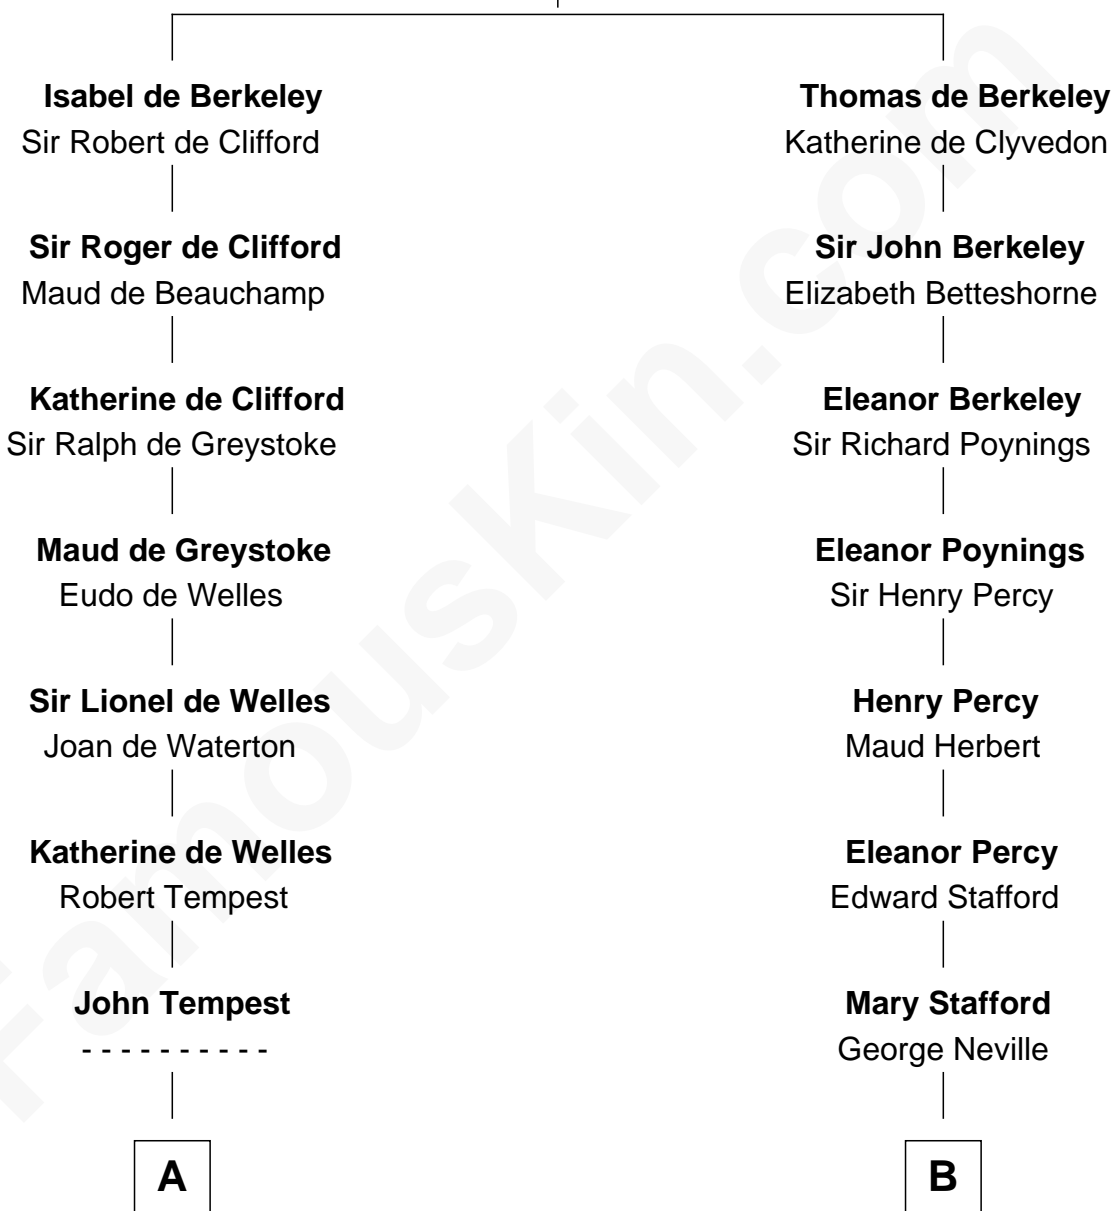 Isabel de Berkeley
Sir Robert de Clifford
Sir Roger de Clifford
Maud de Beauchamp
Katherine de Clifford
Sir Ralph de Greystoke
Maud de Greystoke
Eudo de Welles
Sir Lionel de Welles
Joan de Waterton
Katherine de Welles
Robert Tempest
John Tempest
- - - - - - - - - -
A
Thomas de Berkeley
Katherine de Clyvedon
Sir John Berkeley
Elizabeth Betteshorne
Eleanor Berkeley
Sir Richard Poynings
Eleanor Poynings
Sir Henry Percy
Henry Percy
Maud Herbert
Eleanor Percy
Edward Stafford
Mary Stafford
George Neville
B
FamousKin.com